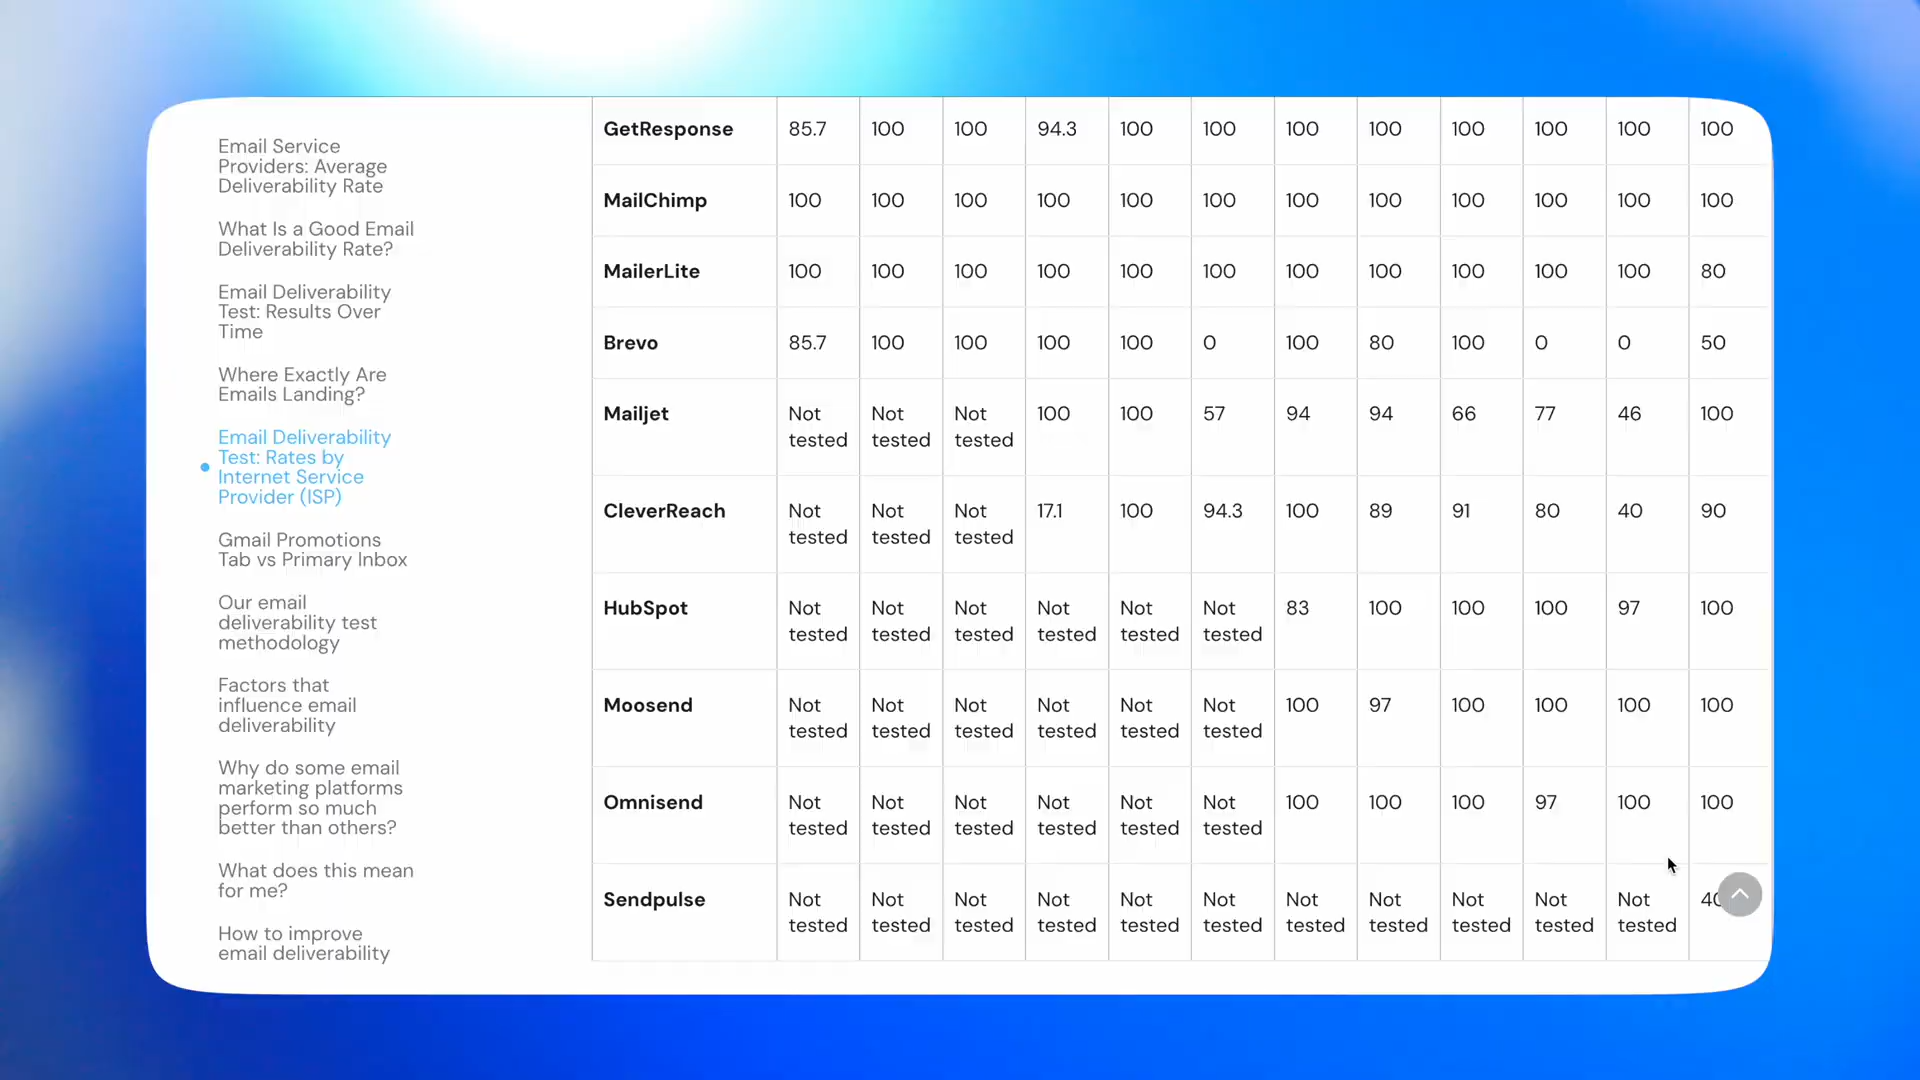 Email Service
Providers: Average
Deliverability Rate
What Is a Good Email
Deliverability Rate?
Email Deliverability
Test: Results Over
Time
Where Exactly Are
Emails Landing?
Email Deliverability
Test: Rates by
Internet Service
Provider (ISP)
Gmail Promotions
Tab vs Primary Inbox
Our email
deliverability test
methodology
Factors that
influence email
deliverability
Why do some email
marketing platforms
perform so much
better than others?
What does this mean
for me?
How to improve
email deliverability
GetResponse 85.7 100 100 94.3 100 100 100 100 100 100 100 100
MailChimp 100 100 100 100 100 100 100 100 100 100 100 100
MailerLite 100 100 100 100 100 100 100 100 100 100 100 80
Brevo 85.7 100 100 100 100 0 100 80 100 0 0 50
Mailjet Not Not Not 100 100 57 94 94 66 77 46 100
tested tested tested
CleverReach Not Not Not 17.1 100 94.3 100 89 91 80 40 90
tested tested tested
HubSpot Not Not Not Not Not Not 83 100 100 100 97 100
tested tested tested tested tested tested
Moosend Not Not Not Not Not Not 100 97 100 100 100 100
tested tested tested tested tested tested
Omnisend Not Not Not Not Not Not 100 100 100 97 100 100
tested tested tested tested tested tested
Sendpulse Not Not Not Not Not Not Not Not Not Not Not
tested tested tested tested tested tested tested tested tested tested tested